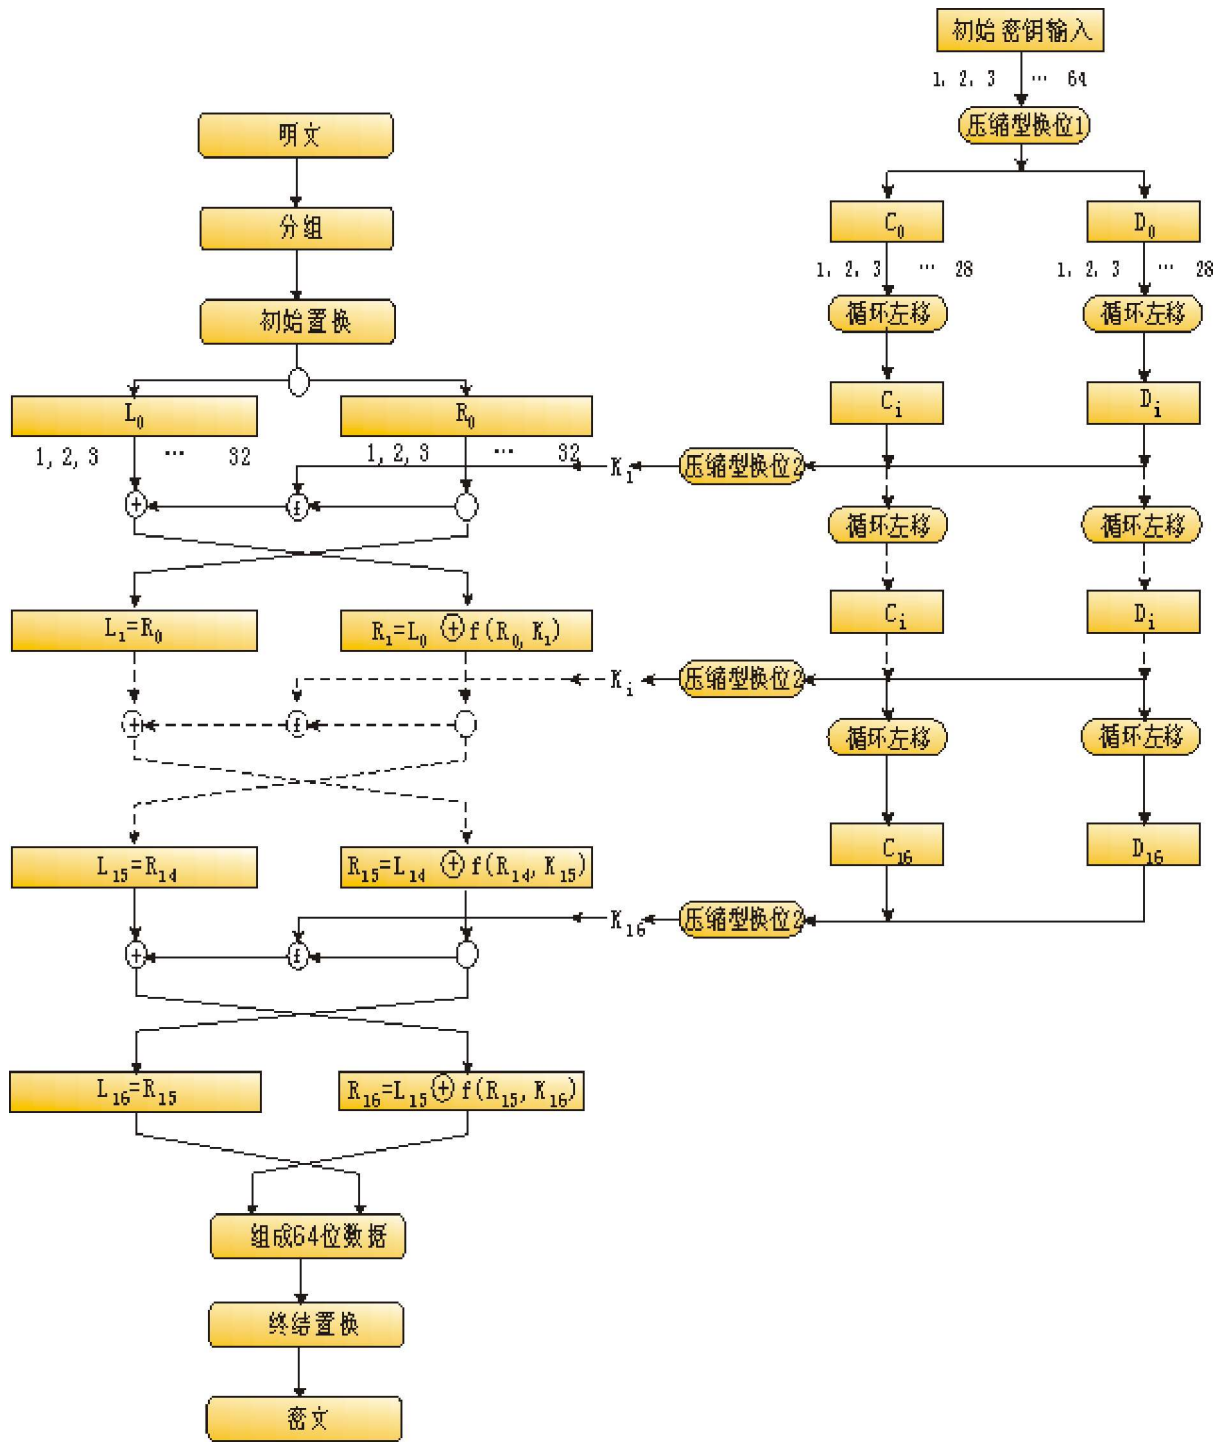 初始密钥输入
1, 2, 3 … 64
压缩型换位1
明文
分组
初始置换
C₀
D₀
1, 2, 3 … 28
1, 2, 3 … 28
循环左移
循环左移
L₀
R₀
Cᵢ
Dᵢ
1, 2, 3 … 32
1, 2, 3 … 32
K₁
压缩型换位2
+
f
循环左移
循环左移
L₁=R₀
R₁=L₀ ⊕ f(R₀, K₁)
Cᵢ
Dᵢ
Kᵢ
压缩型换位2
+
f
循环左移
循环左移
L₁₅=R₁₄
R₁₅=L₁₄ ⊕ f(R₁₄, K₁₅)
C₁₆
D₁₆
K₁₆
压缩型换位2
+
f
L₁₆=R₁₅
R₁₆=L₁₅ ⊕ f(R₁₅, K₁₆)
组成64位数据
终结置换
密文